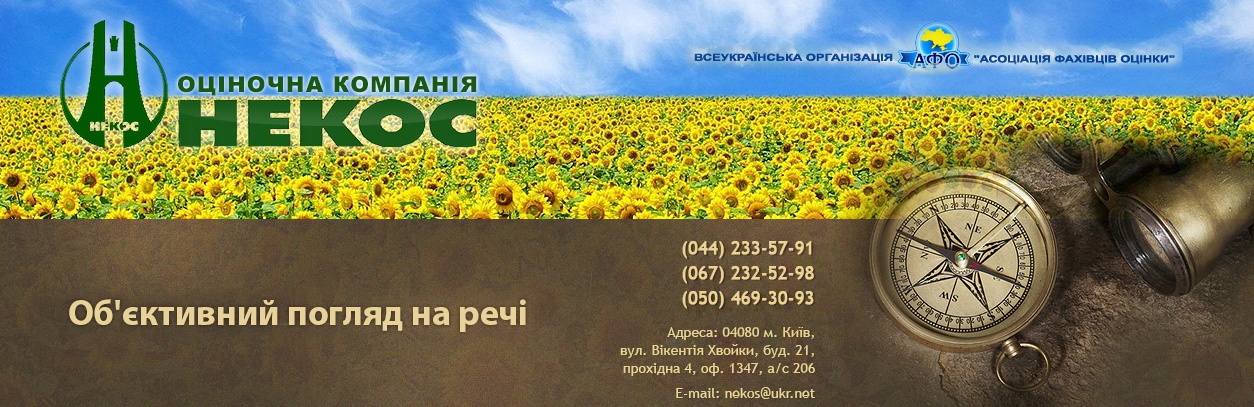 НЕКОС
ОЦІНОЧНА КОМПАНІЯ
НЕКОС
ВСЕУКРАЇНСЬКА ОРГАНІЗАЦІЯ АФО "АСОЦІАЦІЯ ФАХІВЦІВ ОЦІНКИ"
Об'єктивний погляд на речі
(044) 233-57-91
(067) 232-52-98
(050) 469-30-93
Адреса: 04080 м. Київ,
вул. Вікентія Хвойки, буд. 21,
прохідна 4, оф. 1347, а/с 206
E-mail: nekos@ukr.net
N
NE
E
S
SW
W